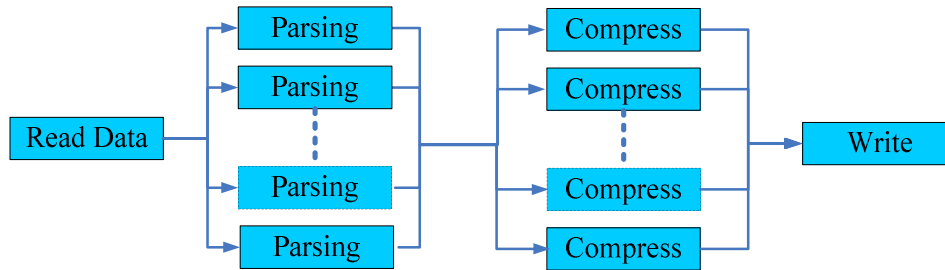 Read Data
Parsing
Parsing
Parsing
Parsing
Compress
Compress
Compress
Compress
Write